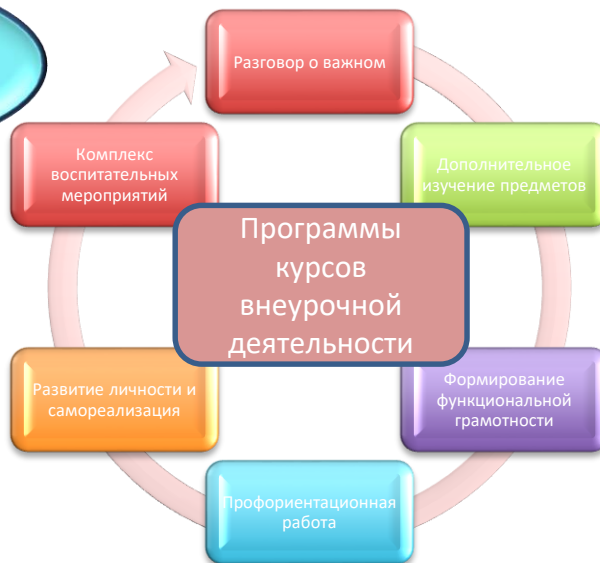 Разговор о важном
Дополнительное
изучение предметов
Формирование
функциональной
грамотности
Профориентационная
работа
Развитие личности и
самореализация
Комплекс
воспитательных
мероприятий
Программы
курсов
внеурочной
деятельности